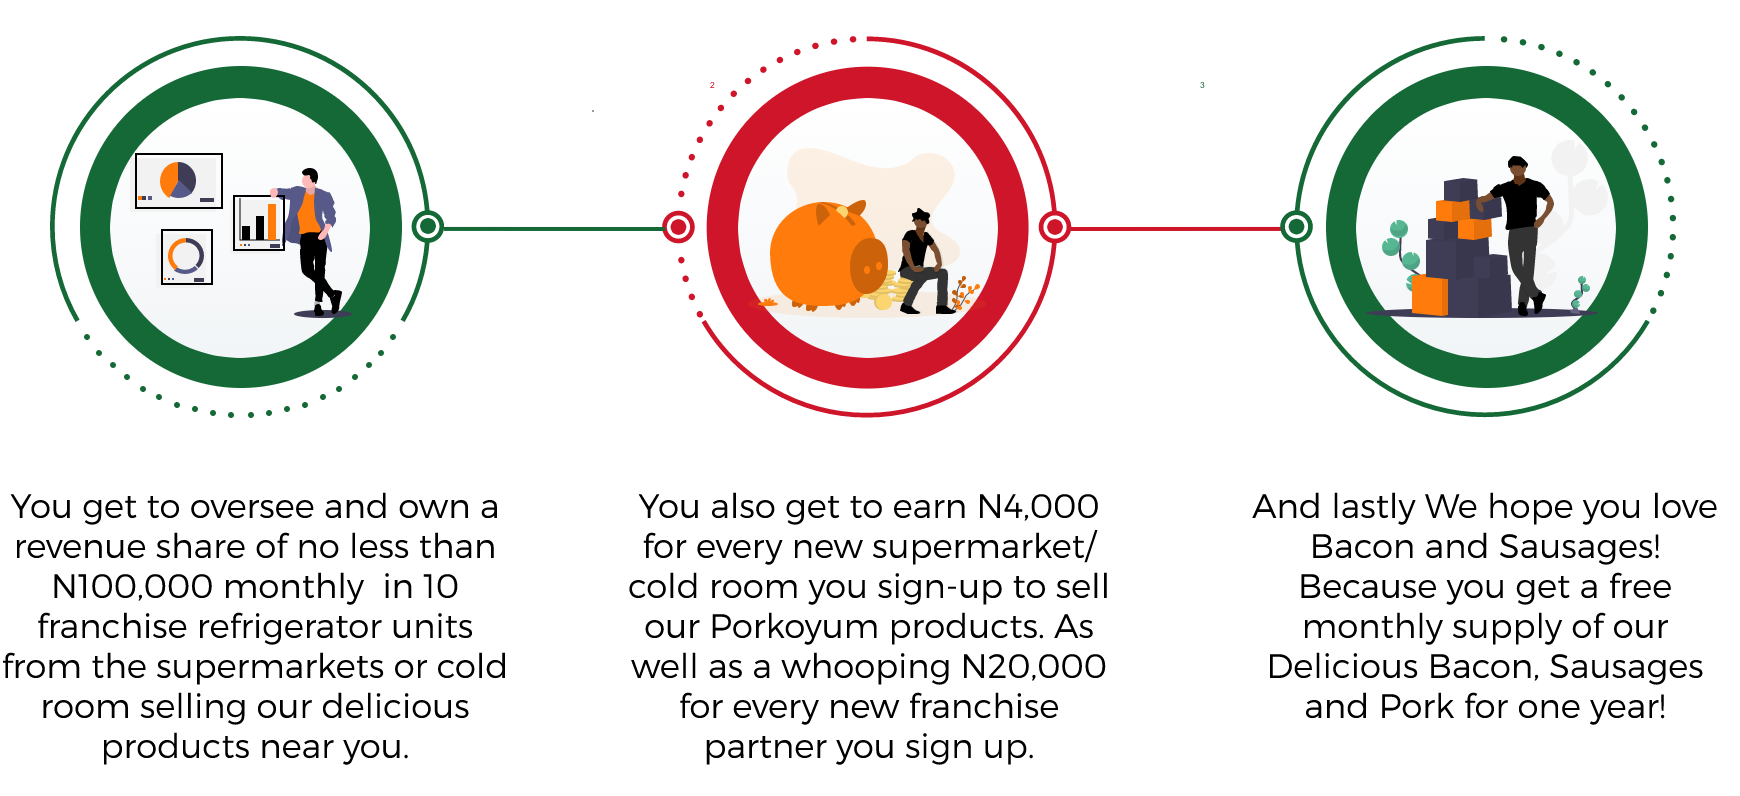 2
3
You get to oversee and own a
revenue share of no less than
N100,000 monthly  in 10
franchise refrigerator units
from the supermarkets or cold
room selling our delicious
products near you.
You also get to earn N4,000
for every new supermarket/
cold room you sign-up to sell
our Porkoyum products. As
well as a whooping N20,000
for every new franchise
partner you sign up.
And lastly We hope you love
Bacon and Sausages!
Because you get a free
monthly supply of our
Delicious Bacon, Sausages
and Pork for one year!